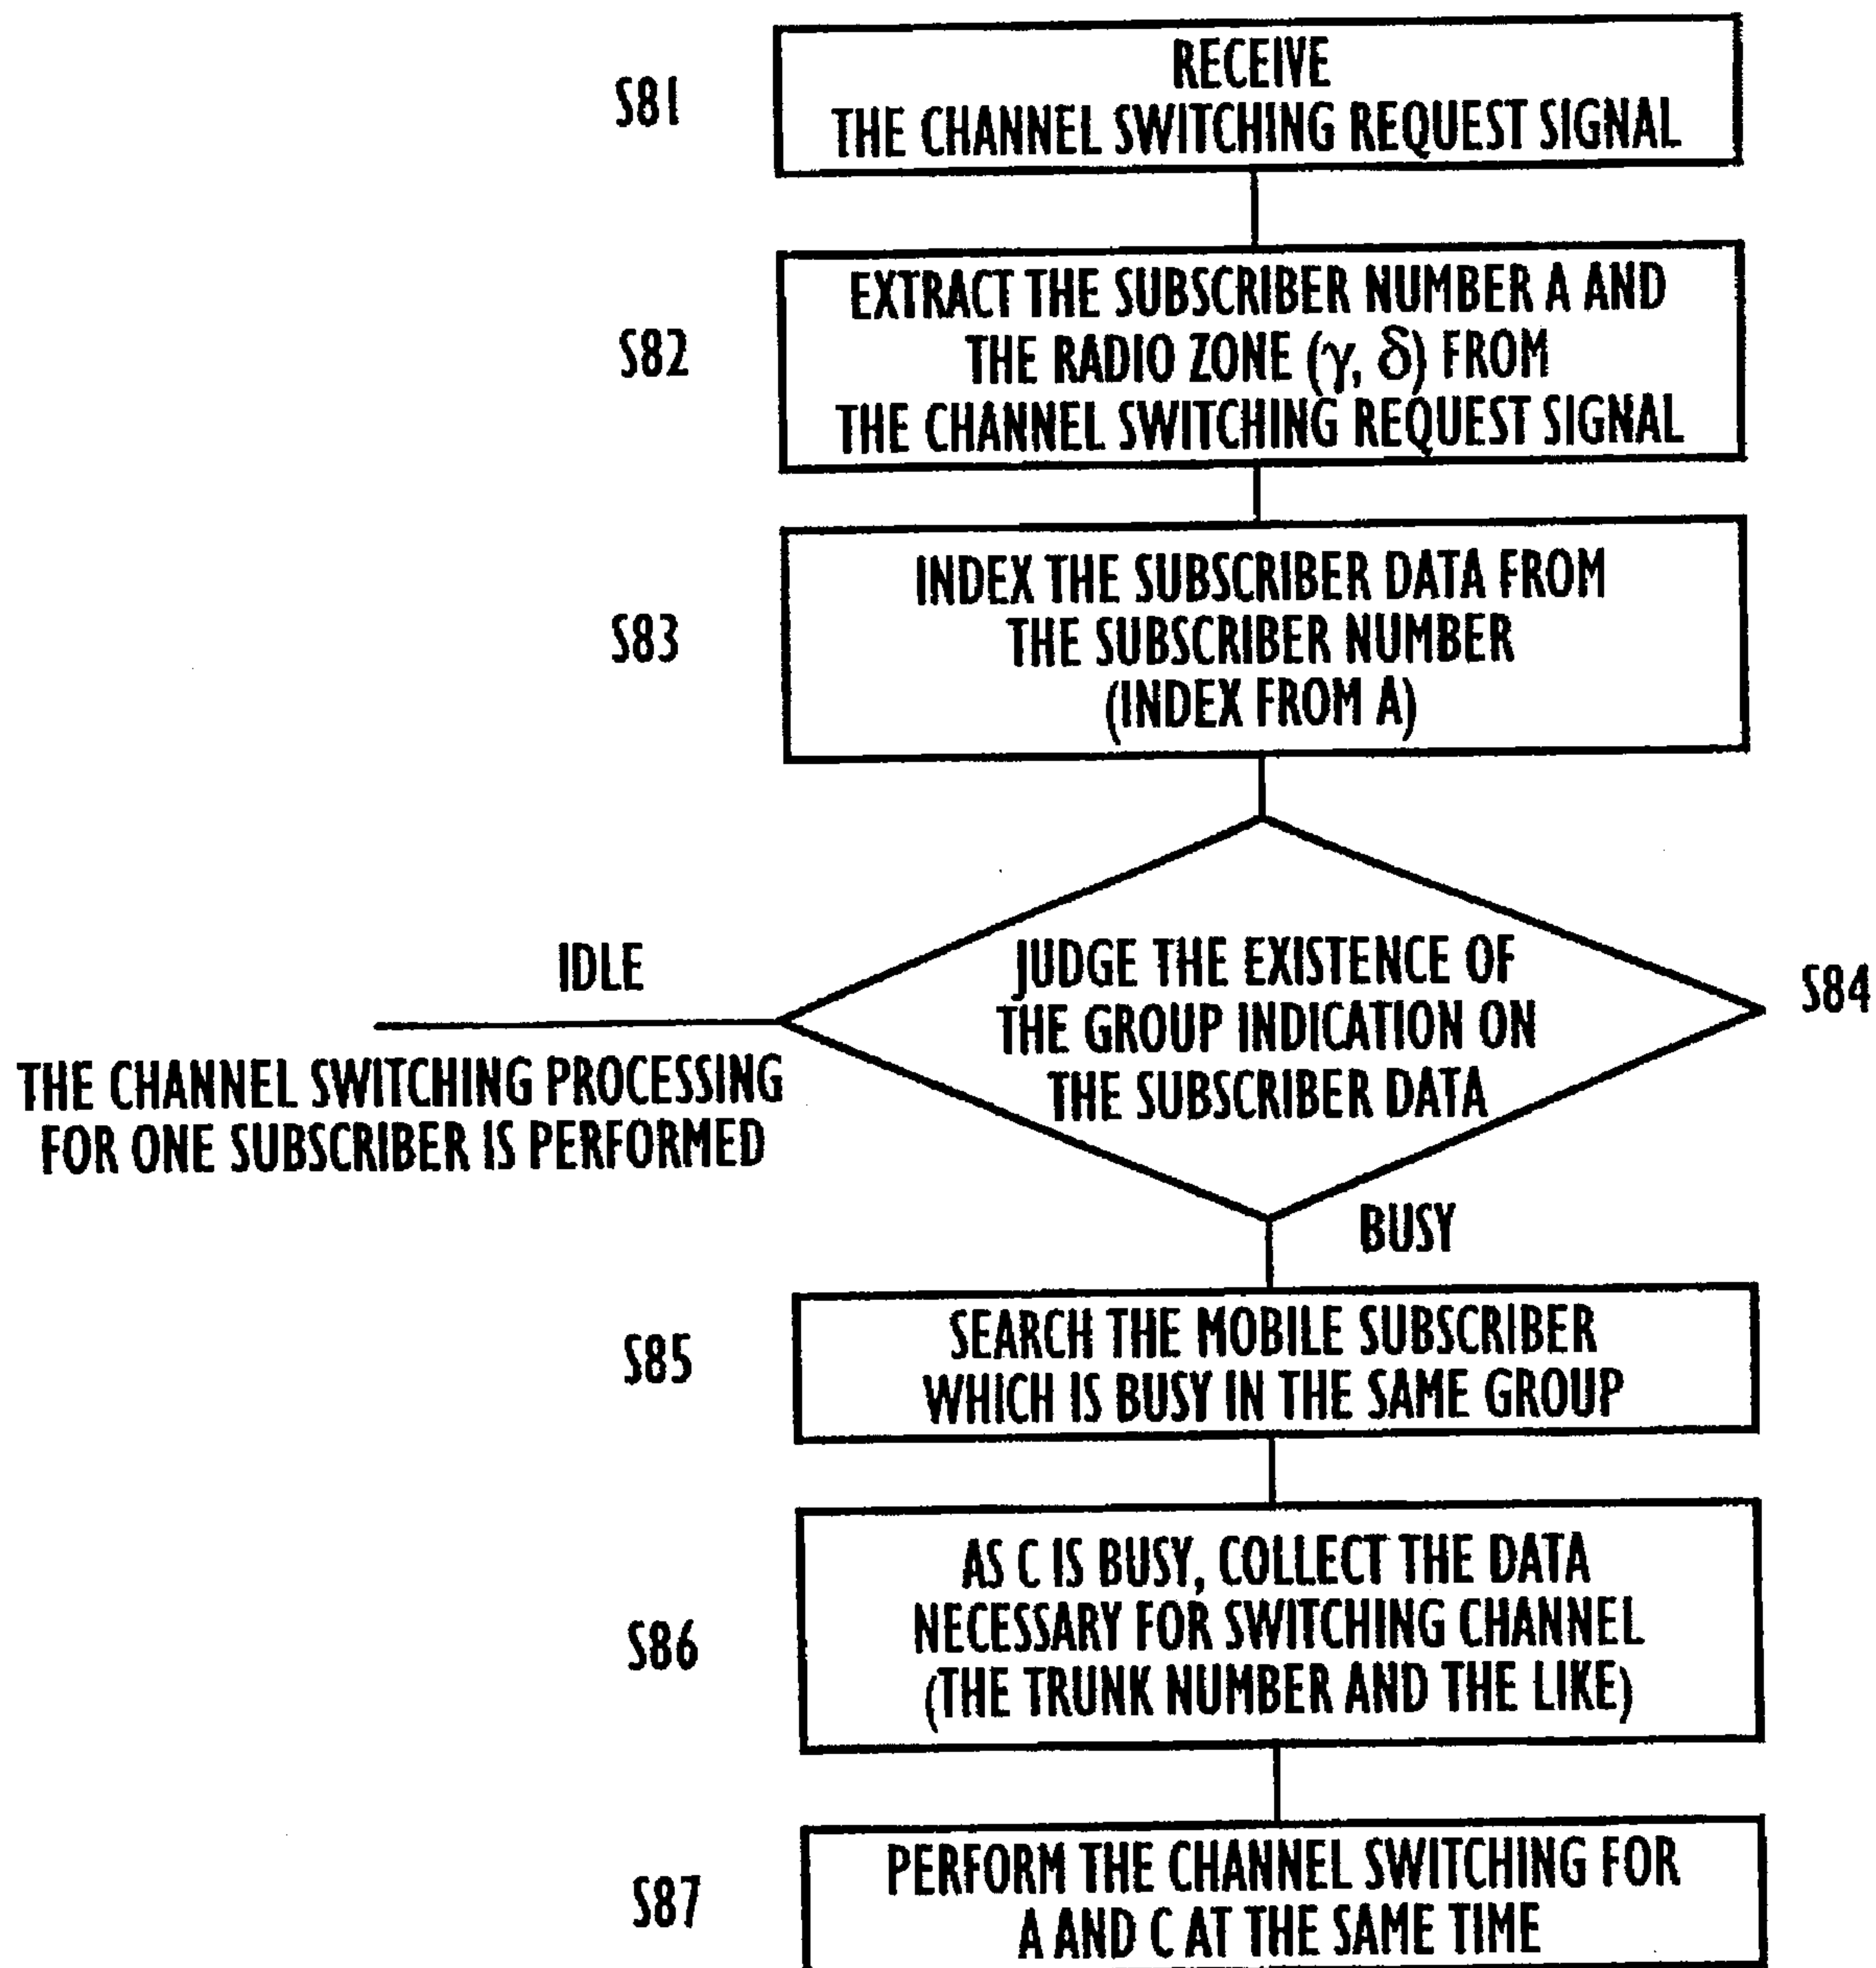 S81
RECEIVE
THE CHANNEL SWITCHING REQUEST SIGNAL
S82
EXTRACT THE SUBSCRIBER NUMBER A AND
THE RADIO ZONE (γ, δ) FROM
THE CHANNEL SWITCHING REQUEST SIGNAL
S83
INDEX THE SUBSCRIBER DATA FROM
THE SUBSCRIBER NUMBER
(INDEX FROM A)
S84
JUDGE THE EXISTENCE OF
THE GROUP INDICATION ON
THE SUBSCRIBER DATA
IDLE
THE CHANNEL SWITCHING PROCESSING
FOR ONE SUBSCRIBER IS PERFORMED
BUSY
S85
SEARCH THE MOBILE SUBSCRIBER
WHICH IS BUSY IN THE SAME GROUP
S86
AS C IS BUSY, COLLECT THE DATA
NECESSARY FOR SWITCHING CHANNEL
(THE TRUNK NUMBER AND THE LIKE)
S87
PERFORM THE CHANNEL SWITCHING FOR
A AND C AT THE SAME TIME